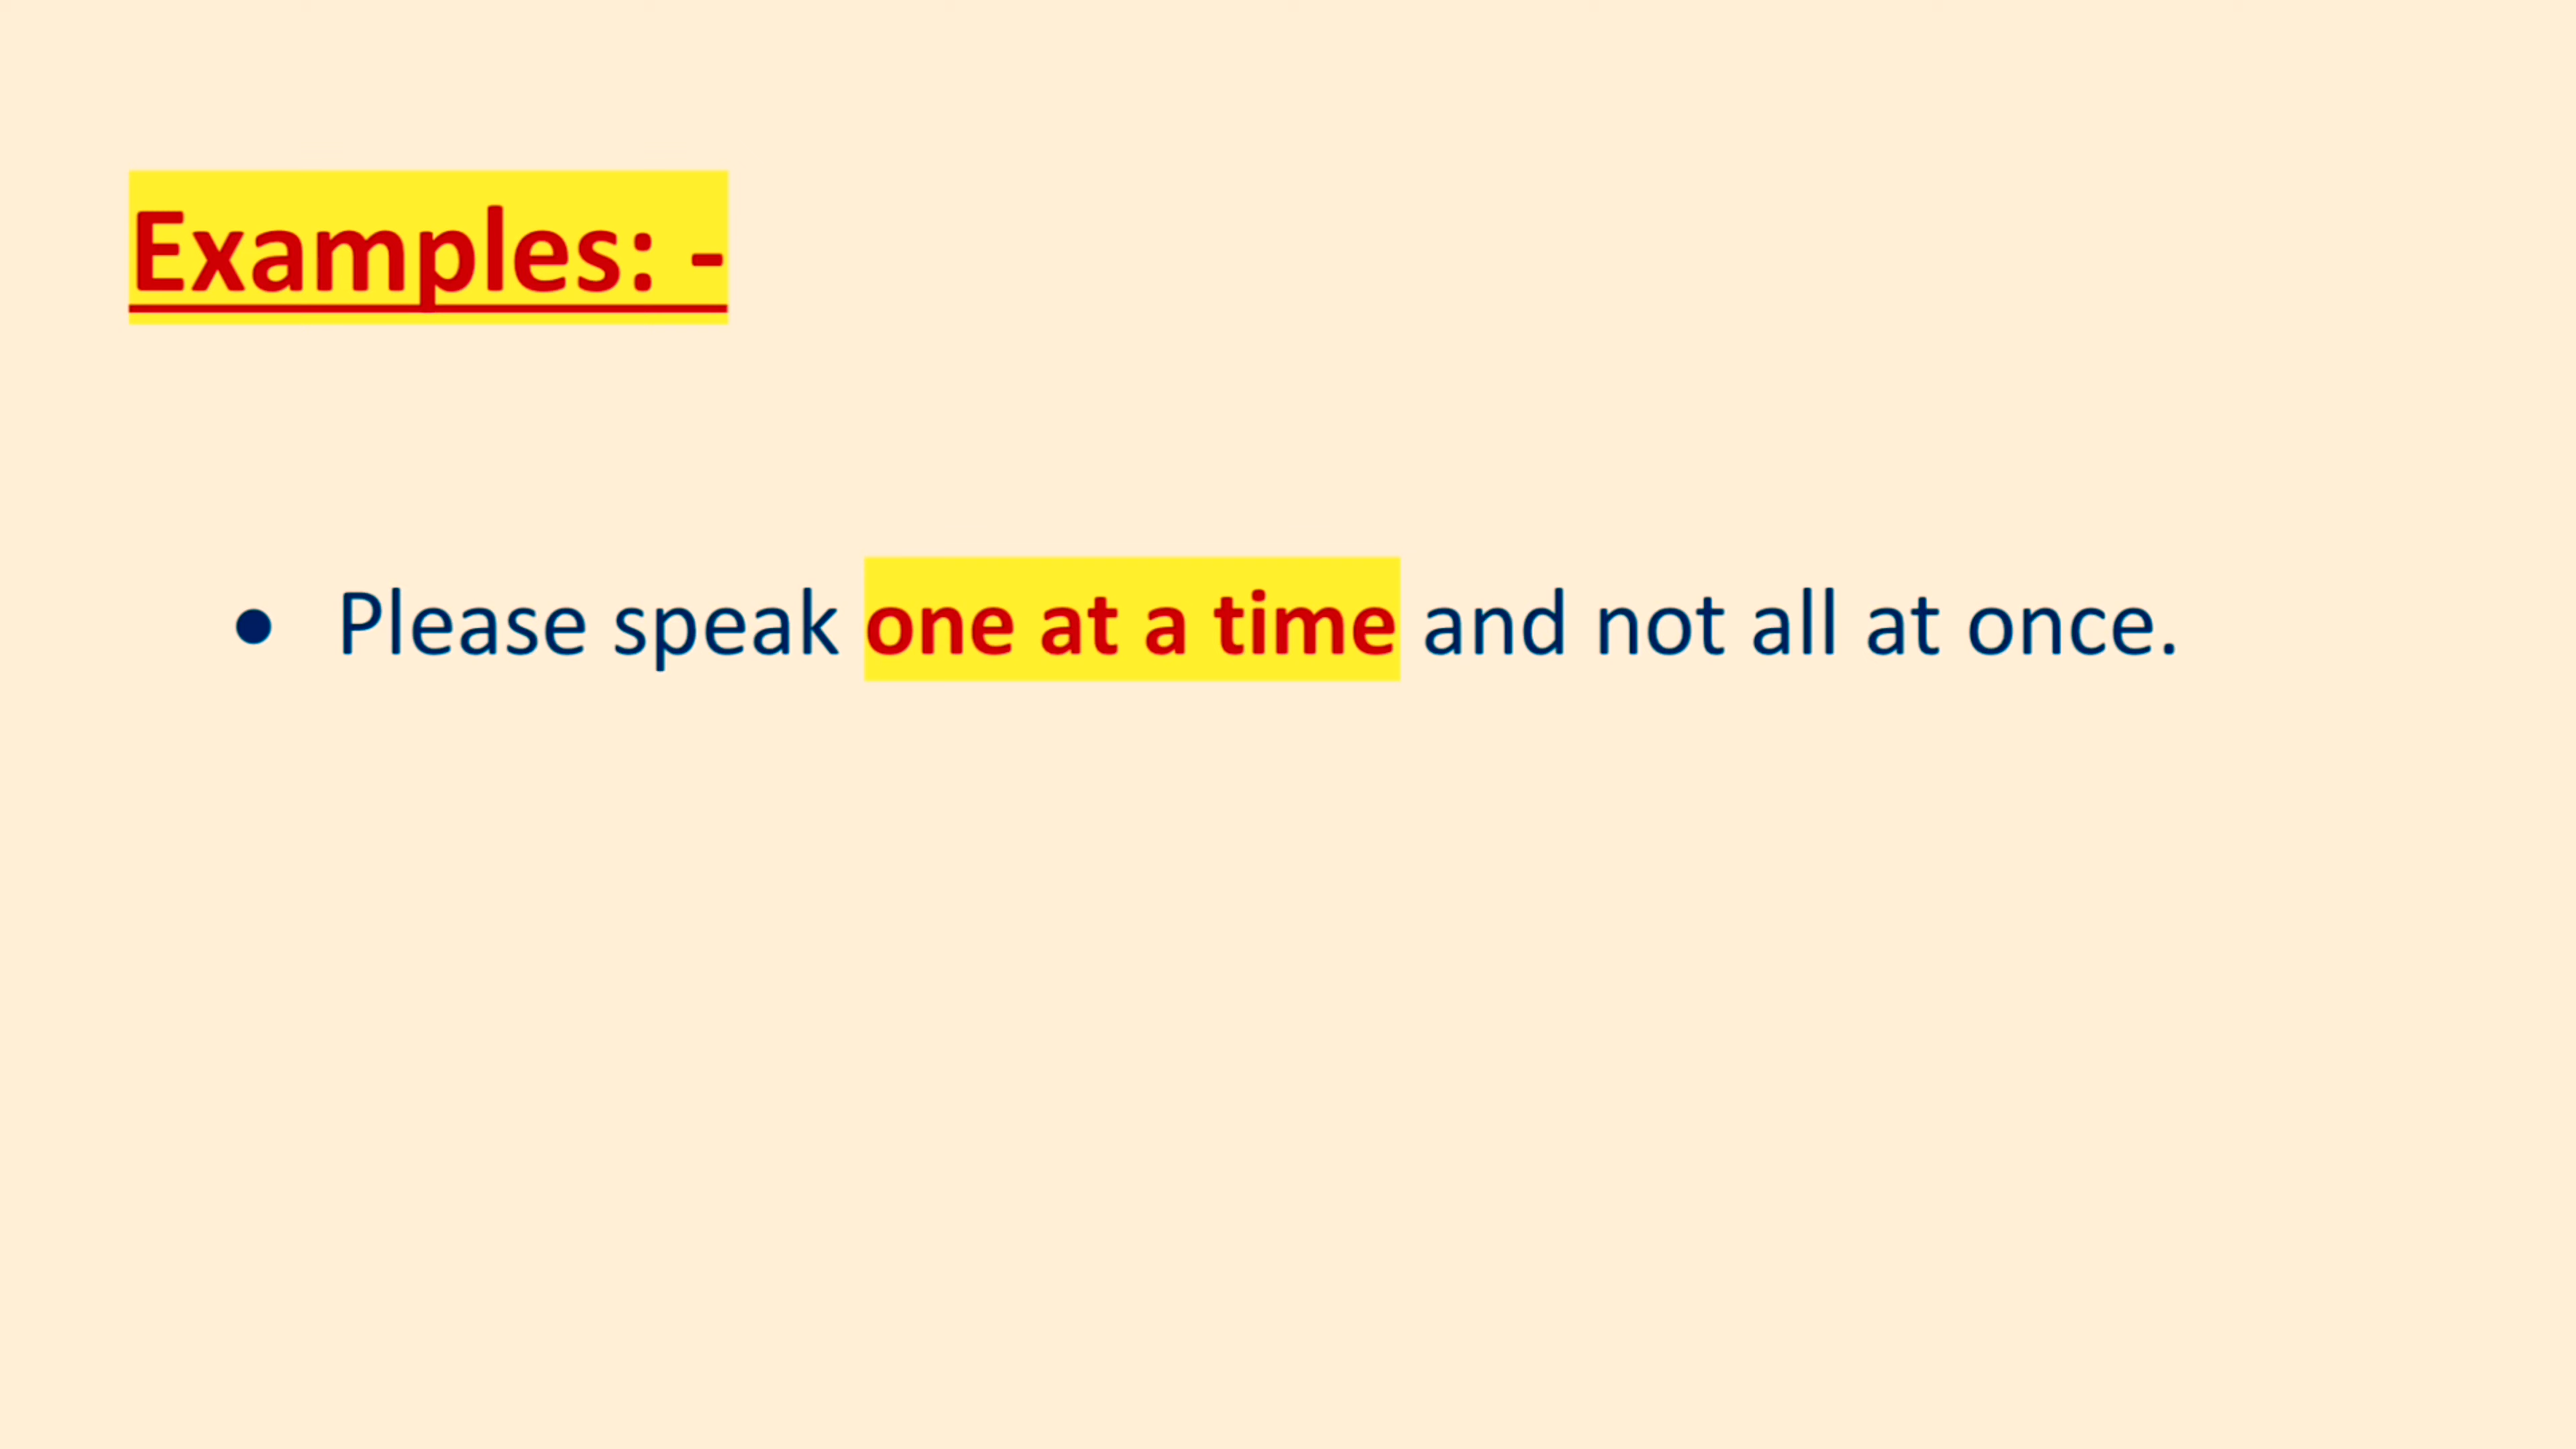 Examples: -
● Please speak one at a time and not all at once.